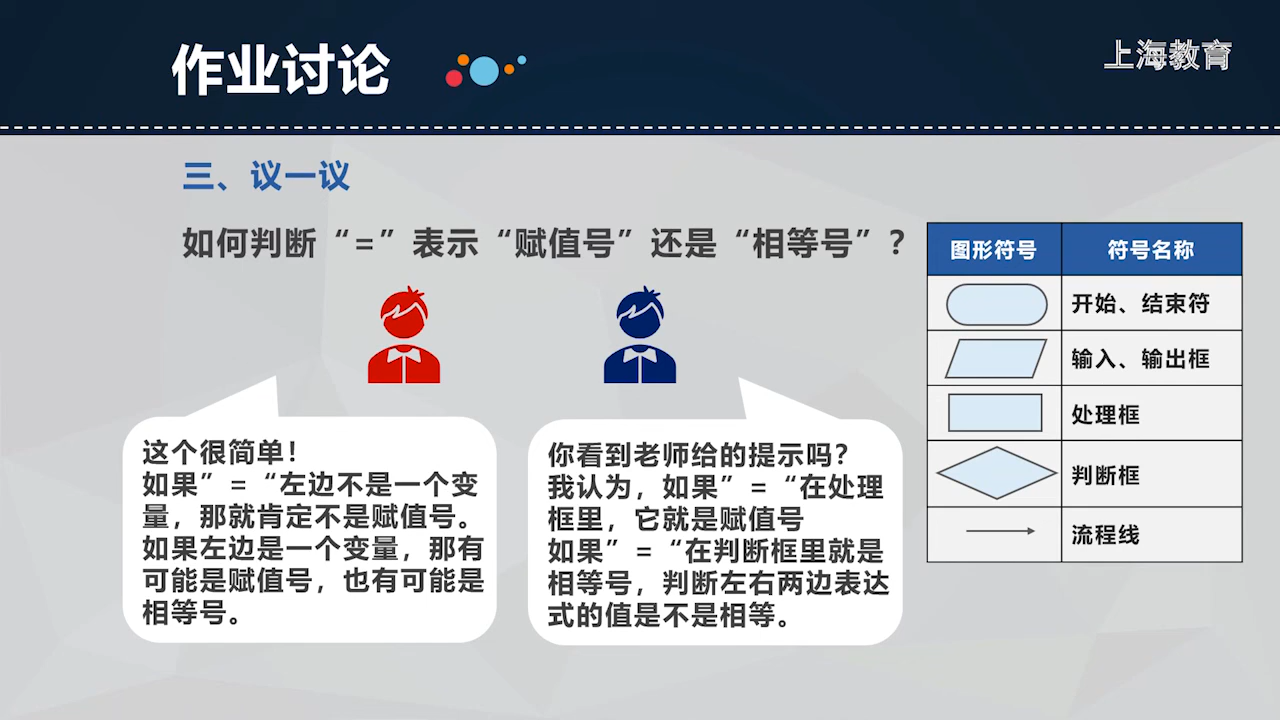 作业讨论
上海教育
三、议一议
如何判断“=”表示“赋值号”还是“相等号”?
这个很简单!
如果”=“左边不是一个变
量，那就肯定不是赋值号。
如果左边是一个变量，那有
可能是赋值号，也有可能是
相等号。
你看到老师给的提示吗?
我认为，如果”=“在处理
框里，它就是赋值号
如果”=“在判断框里就是
相等号，判断左右两边表达
式的值是不是相等。
图形符号 符号名称
开始、结束符
输入、输出框
处理框
判断框
流程线